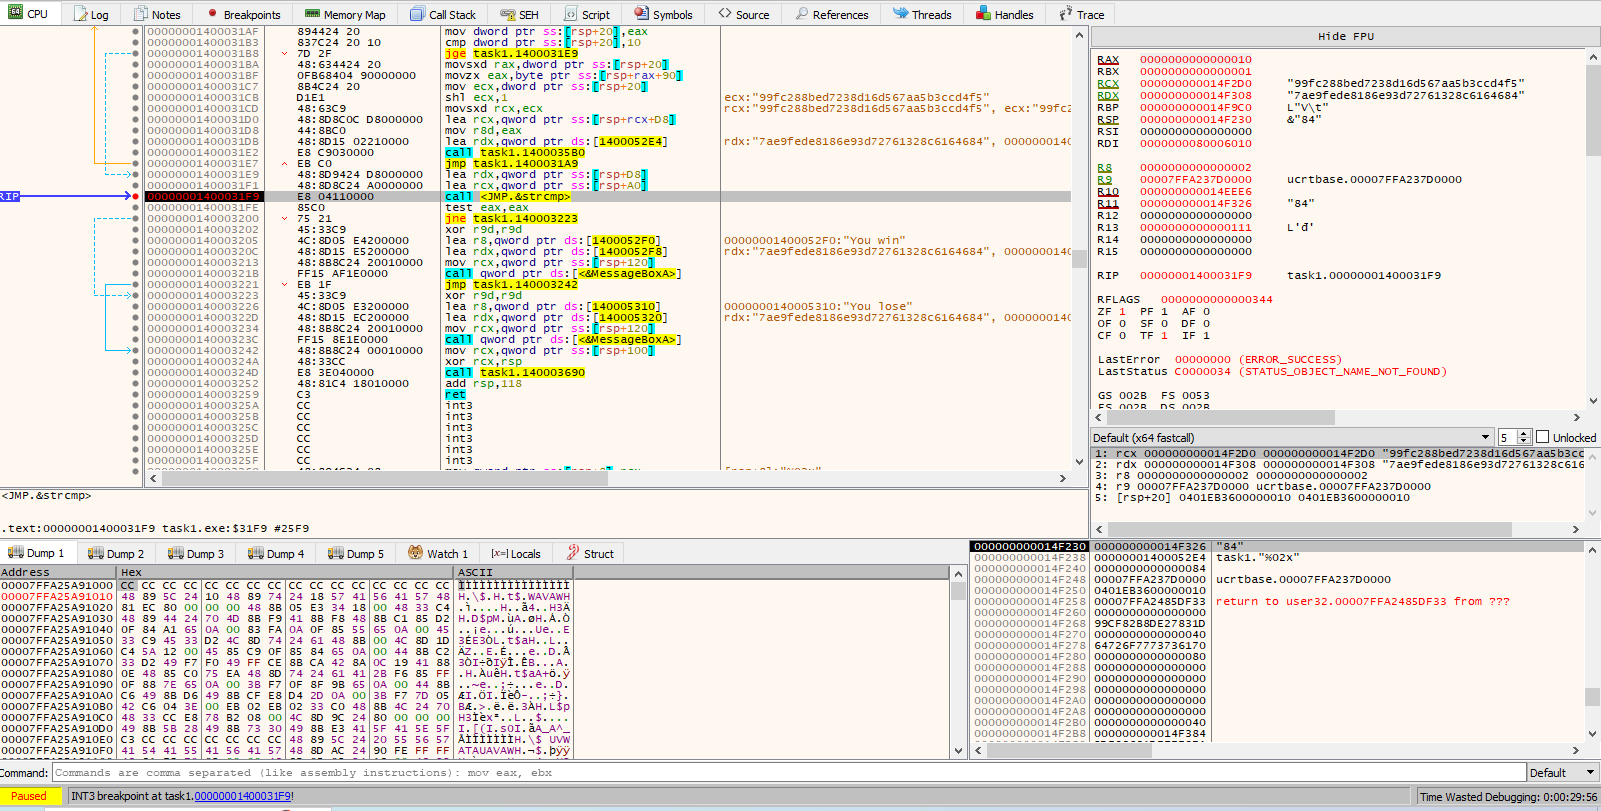 CPU Log Notes Breakpoints Memory Map Call Stack SEH Script Symbols Source References Threads Handles Trace
00000001400031AF 894424 20 mov dword ptr ss:[rsp+20],eax
00000001400031B3 837C24 20 10 cmp dword ptr ss:[rsp+20],10
00000001400031B8 7D 2F jge task1.1400031E9
00000001400031BA 48:634424 20 movsxd rax,dword ptr ss:[rsp+20]
00000001400031BF 0FB68404 90000000 movzx eax,byte ptr ss:[rsp+rax+90]
00000001400031C7 8B4C24 20 mov ecx,dword ptr ss:[rsp+20]
00000001400031CB D1E1 shl ecx,1 ecx:"99fc288bed7238d16d567aa5b3ccd4f5"
00000001400031CD 48:63C9 movsxd rcx,ecx rcx:"99fc288bed7238d16d567aa5b3ccd4f5", ecx:"99fc2
00000001400031D0 48:8D8C0C D8000000 lea rcx,qword ptr ss:[rsp+rcx+D8]
00000001400031D8 44:8BC0 mov r8d,eax
00000001400031DB 48:8D15 02210000 lea rdx,qword ptr ds:[1400052E4] rdx:"7ae9fede8186e93d72761328c6164684", 0000000140
00000001400031E2 E8 C9030000 call task1.1400035B0
00000001400031E7 EB C0 jmp task1.1400031A9
00000001400031E9 48:8D9424 D8000000 lea rdx,qword ptr ss:[rsp+D8]
00000001400031F1 48:8D8C24 A0000000 lea rcx,qword ptr ss:[rsp+A0]
RIP 00000001400031F9 E8 04110000 call <JMP.&strcmp>
00000001400031FE 85C0 test eax,eax
0000000140003200 75 21 jne task1.140003223
0000000140003202 45:33C9 xor r9d,r9d
0000000140003205 4C:8D05 E4200000 lea r8,qword ptr ds:[1400052F0] 00000001400052F0:"You win"
000000014000320C 48:8D15 E5200000 lea rdx,qword ptr ds:[1400052F8] rdx:"7ae9fede8186e93d72761328c6164684", 0000000140
0000000140003213 48:8B8C24 20010000 mov rcx,qword ptr ss:[rsp+120]
000000014000321B FF15 AF1E0000 call qword ptr ds:[<&MessageBoxA>]
0000000140003221 EB 1F jmp task1.140003242
0000000140003223 45:33C9 xor r9d,r9d
0000000140003226 4C:8D05 E3200000 lea r8,qword ptr ds:[140005310] 0000000140005310:"You lose"
000000014000322D 48:8D15 EC200000 lea rdx,qword ptr ds:[140005320] rdx:"7ae9fede8186e93d72761328c6164684", 0000000140
0000000140003234 48:8B8C24 20010000 mov rcx,qword ptr ss:[rsp+120]
000000014000323C FF15 8E1E0000 call qword ptr ds:[<&MessageBoxA>]
0000000140003242 48:8B8C24 00010000 mov rcx,qword ptr ss:[rsp+100]
000000014000324A 48:33CC xor rcx,rsp
000000014000324D E8 3E040000 call task1.140003690
0000000140003252 48:81C4 18010000 add rsp,118
0000000140003259 C3 ret
000000014000325A CC int3
000000014000325B CC int3
000000014000325C CC int3
000000014000325D CC int3
000000014000325E CC int3
000000014000325F CC int3
<JMP.&strcmp>
.text:00000001400031F9 task1.exe:$31F9 #25F9
Hide FPU
RAX 0000000000000010
RBX 0000000000000001
RCX 000000000014F2D0 "99fc288bed7238d16d567aa5b3ccd4f5"
RDX 000000000014F308 "7ae9fede8186e93d72761328c6164684"
RBP 000000000014F9C0 L"V\t"
RSP 000000000014F230 &"84"
RSI 0000000000000000
RDI 0000000080006010
R8 0000000000000002
R9 00007FFA237D0000 ucrtbase.00007FFA237D0000
R10 000000000014EEE6
R11 000000000014F326 "84"
R12 0000000000000000
R13 0000000000000111 L'đ'
R14 0000000000000000
R15 0000000000000000
RIP 00000001400031F9 task1.00000001400031F9
RFLAGS 0000000000000344
ZF 1 PF 1 AF 0
OF 0 SF 0 DF 0
CF 0 TF 1 IF 1
LastError 00000000 (ERROR_SUCCESS)
LastStatus C0000034 (STATUS_OBJECT_NAME_NOT_FOUND)
GS 002B FS 0053
ES 002B DS 002B
Default (x64 fastcall) 5 Unlocked
1: rcx 000000000014F2D0 000000000014F2D0 "99fc288bed7238d16d567aa5b3cc
2: rdx 000000000014F308 000000000014F308 "7ae9fede8186e93d72761328c616
3: r8 0000000000000002 0000000000000002
4: r9 00007FFA237D0000 ucrtbase.00007FFA237D0000
5: [rsp+20] 0401EB3600000010 0401EB3600000010
Dump 1 Dump 2 Dump 3 Dump 4 Dump 5 Watch 1 [x=] Locals Struct
Address Hex ASCII
00007FFA25A91000 CC CC CC CC CC CC CC CC CC CC CC CC CC CC CC CC ÌÌÌÌÌÌÌÌÌÌÌÌÌÌÌÌ
00007FFA25A91010 48 89 5C 24 10 48 89 74 24 18 57 41 56 41 57 48 H.\$.H.t$.WAVAWH
00007FFA25A91020 81 EC 80 00 00 00 48 8B 05 E3 34 18 00 48 33 C4 .ì....H..ã4..H3Ä
00007FFA25A91030 48 89 44 24 70 4D 8B F9 41 8B F8 48 8B C1 85 D2 H.D$pM.ùA.øH.Á.Ò
00007FFA25A91040 0F 84 A1 65 0A 00 83 FA 0A 0F 85 55 65 0A 00 45 ..¡e...ú...Ue..E
00007FFA25A91050 33 C9 45 33 D2 4C 8D 74 24 61 48 8B 00 4C 8D 1D 3ÉE3ÒL.t$aH..L..
00007FFA25A91060 C4 5A 12 00 45 85 C9 0F 85 84 65 0A 00 44 8B C2 ÄZ..E.É...e..D.Â
00007FFA25A91070 33 D2 49 F7 F0 49 FF CE 8B CA 42 8A 0C 19 41 88 3ÒI÷ðIÿÎ.ÊB...A.
00007FFA25A91080 0E 48 85 C0 75 EA 48 8D 74 24 61 41 2B F6 85 FF .H.ÀuêH.t$aA+ö.ÿ
00007FFA25A91090 0F 88 7E 65 0A 00 3B F7 0F 8F 9B 65 0A 00 44 8B ..~e..;÷...e..D.
00007FFA25A910A0 C6 49 8B D6 49 8B CF E8 D4 2D 0A 00 3B F7 7D 05 ÆI.ÖI.ÏèÔ-..;÷}.
00007FFA25A910B0 42 C6 04 3E 00 EB 02 EB 02 33 C0 48 8B 4C 24 70 BÆ.>.ë.ë.3ÀH.L$p
00007FFA25A910C0 48 33 CC E8 78 B2 08 00 4C 8D 9C 24 80 00 00 00 H3Ìèx²..L..$....
00007FFA25A910D0 49 8B 5B 28 49 8B 73 30 49 8B E3 41 5F 41 5E 5F I.[(I.s0I.ãA_A^_
00007FFA25A910E0 C3 CC CC CC CC CC CC CC 48 89 5C 24 20 55 56 57 ÃÌÌÌÌÌÌÌH.\$ UVW
00007FFA25A910F0 41 54 41 55 41 56 41 57 48 8D AC 24 90 FE FF FF ATAUAVAWH.¬$.þÿÿ
000000000014F230 000000000014F326 "84"
000000000014F238 00000001400052E4 task1."%02x"
000000000014F240 0000000000000084
000000000014F248 00007FFA237D0000 ucrtbase.00007FFA237D0000
000000000014F250 0401EB3600000010
000000000014F258 00007FFA2485DF33 return to user32.00007FFA2485DF33 from ???
000000000014F260 0000000000000000
000000000014F268 99CF82B8DE27831D
000000000014F270 0000000000000040
000000000014F278 64726F7773736170
000000000014F280 0000000000000080
000000000014F288 0000000000000000
000000000014F290 0000000000000000
000000000014F298 0000000000000000
000000000014F2A0 0000000000000000
000000000014F2A8 0000000000000000
000000000014F2B0 0000000000000040
000000000014F2B8 000000000014F384
Command: Commands are comma separated (like assembly instructions): mov eax, ebx Default
Paused INT3 breakpoint at task1.00000001400031F9! Time Wasted Debugging: 0:00:29:56